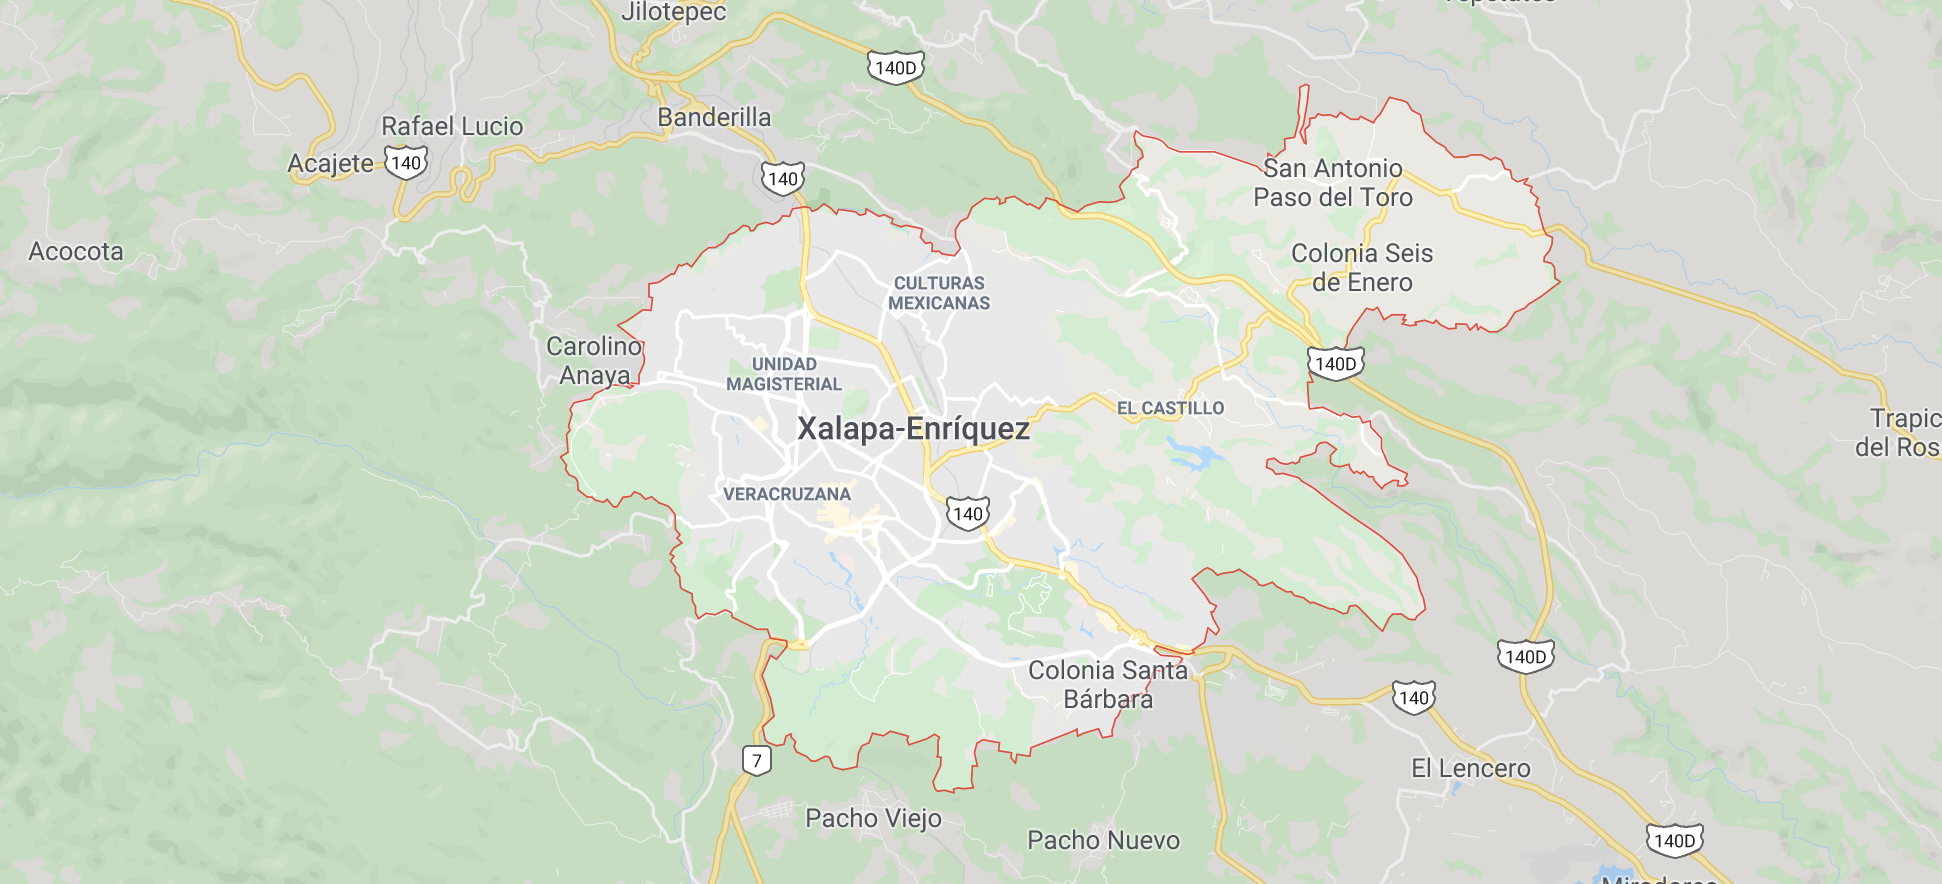 Jilotepec
140D
Banderilla
Rafael Lucio
Acajete
140
140
San Antonio
Paso del Toro
Acocota
Colonia Seis
de Enero
CULTURAS
MEXICANAS
Carolino
Anaya
UNIDAD
MAGISTERIAL
140D
EL CASTILLO
Xalapa-Enríquez
Trapic
del Ros
VERACRUZANA
140
Colonia Santa
Bárbara
140D
140
7
El Lencero
Pacho Viejo
Pacho Nuevo
140D